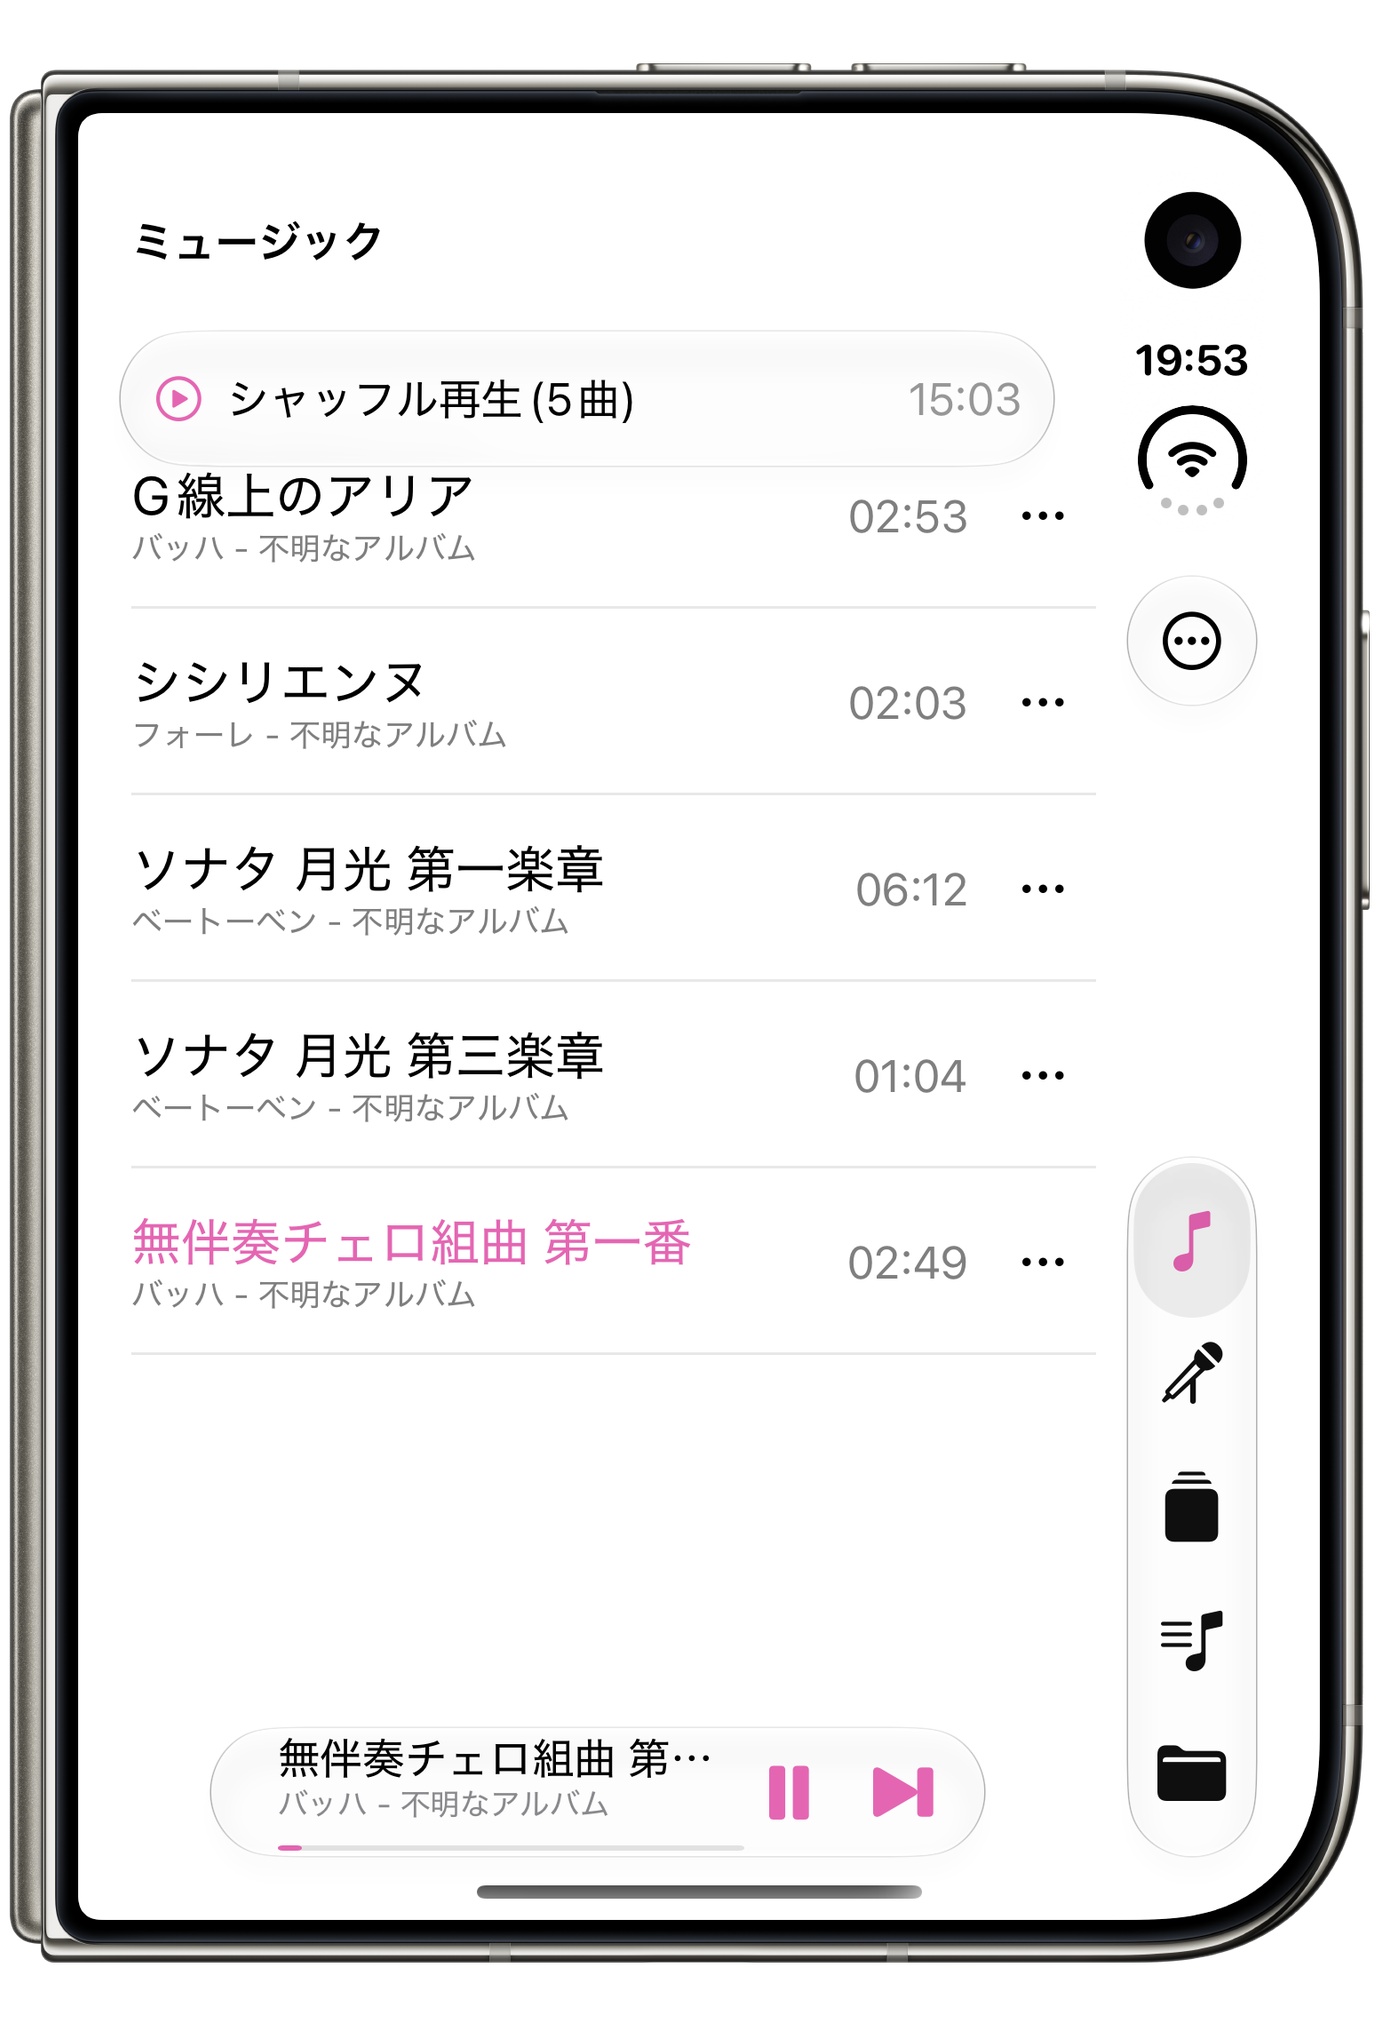 ミュージック
19:53
シャッフル再生(5曲) 15:03
G線上のアリア
バッハ - 不明なアルバム
02:53
シシリエンヌ
フォーレ - 不明なアルバム
02:03
ソナタ 月光 第一楽章
ベートーベン - 不明なアルバム
06:12
ソナタ 月光 第三楽章
ベートーベン - 不明なアルバム
01:04
無伴奏チェロ組曲 第一番
バッハ - 不明なアルバム
02:49
無伴奏チェロ組曲 第…
バッハ - 不明なアルバム